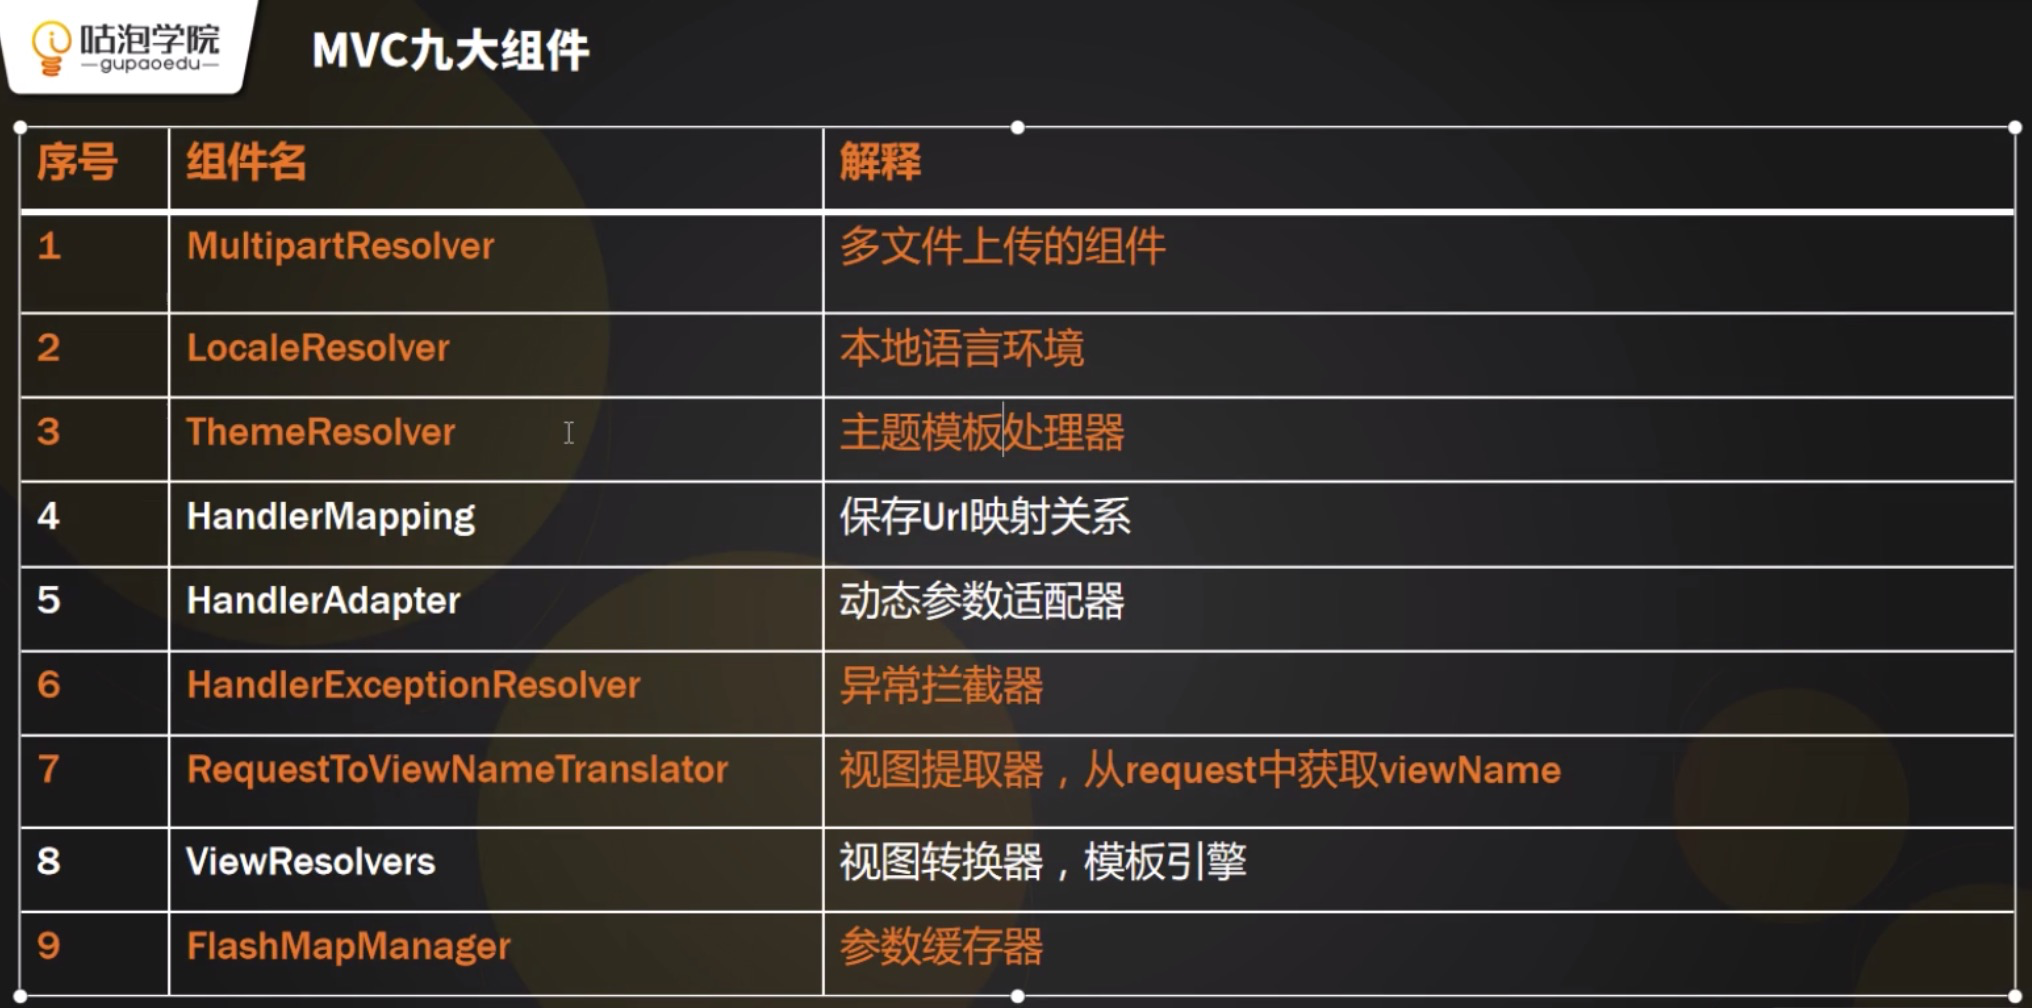 咕泡学院
gupaoedu
MVC九大组件
序号 组件名 解释
1 MultipartResolver 多文件上传的组件
2 LocaleResolver 本地语言环境
3 ThemeResolver 主题模板处理器
4 HandlerMapping 保存Url映射关系
5 HandlerAdapter 动态参数适配器
6 HandlerExceptionResolver 异常拦截器
7 RequestToViewNameTranslator 视图提取器，从request中获取viewName
8 ViewResolvers 视图转换器，模板引擎
9 FlashMapManager 参数缓存器